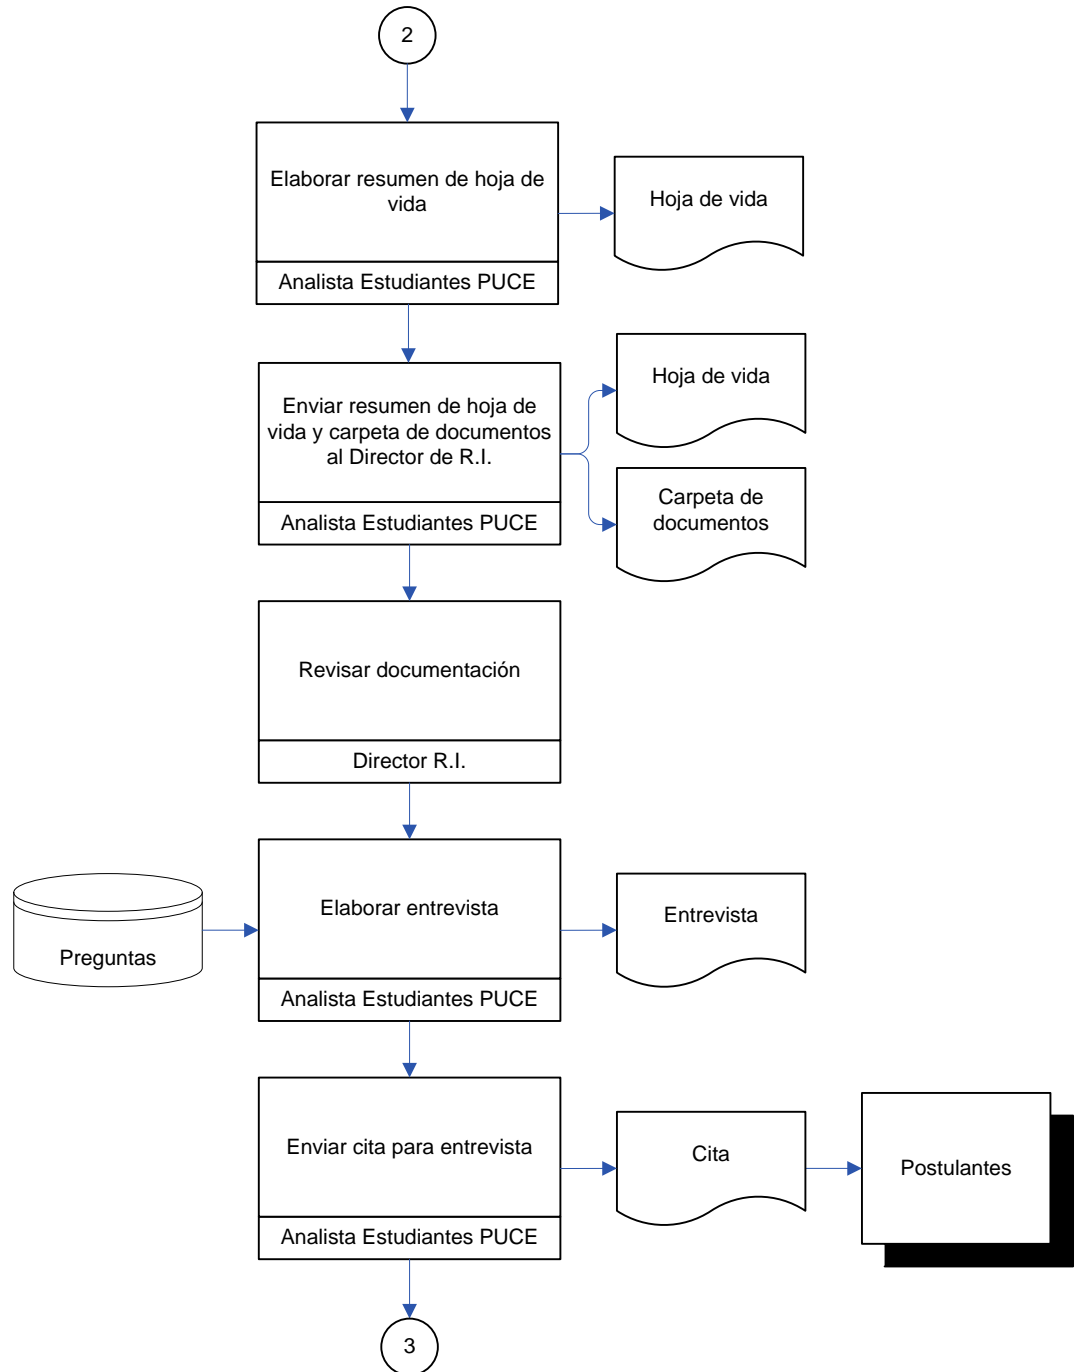 2
Elaborar resumen de hoja de
vida
Analista Estudiantes PUCE
Hoja de vida
Enviar resumen de hoja de
vida y carpeta de documentos
al Director de R.I.
Analista Estudiantes PUCE
Hoja de vida
Carpeta de
documentos
Revisar documentación
Director R.I.
Preguntas
Elaborar entrevista
Analista Estudiantes PUCE
Entrevista
Enviar cita para entrevista
Analista Estudiantes PUCE
Cita
Postulantes
3